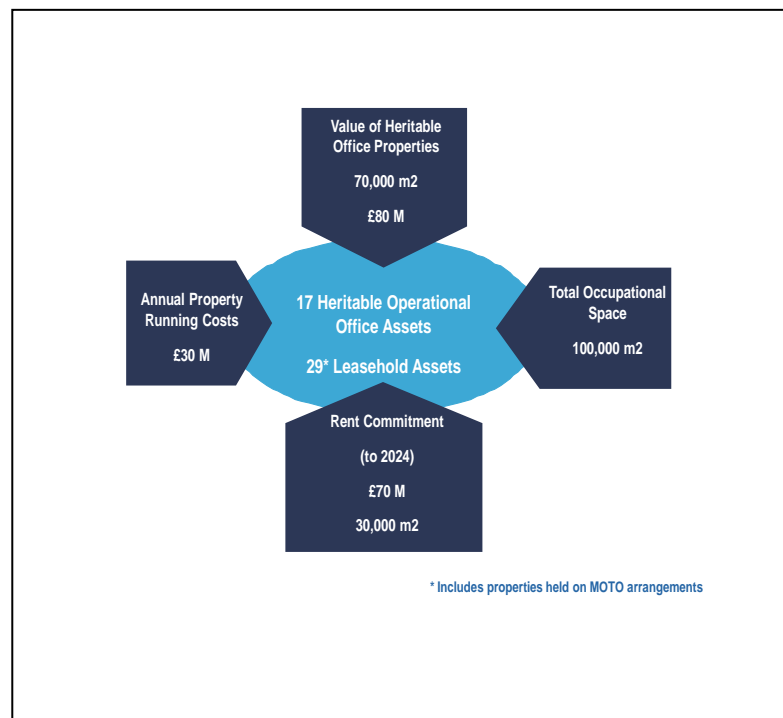 Value of Heritable
Office Properties
70,000 m2
£80 M
Annual Property
Running Costs
£30 M
17 Heritable Operational
Office Assets
29* Leasehold Assets
Total Occupational
Space
100,000 m2
Rent Commitment
(to 2024)
£70 M
30,000 m2
* Includes properties held on MOTO arrangements